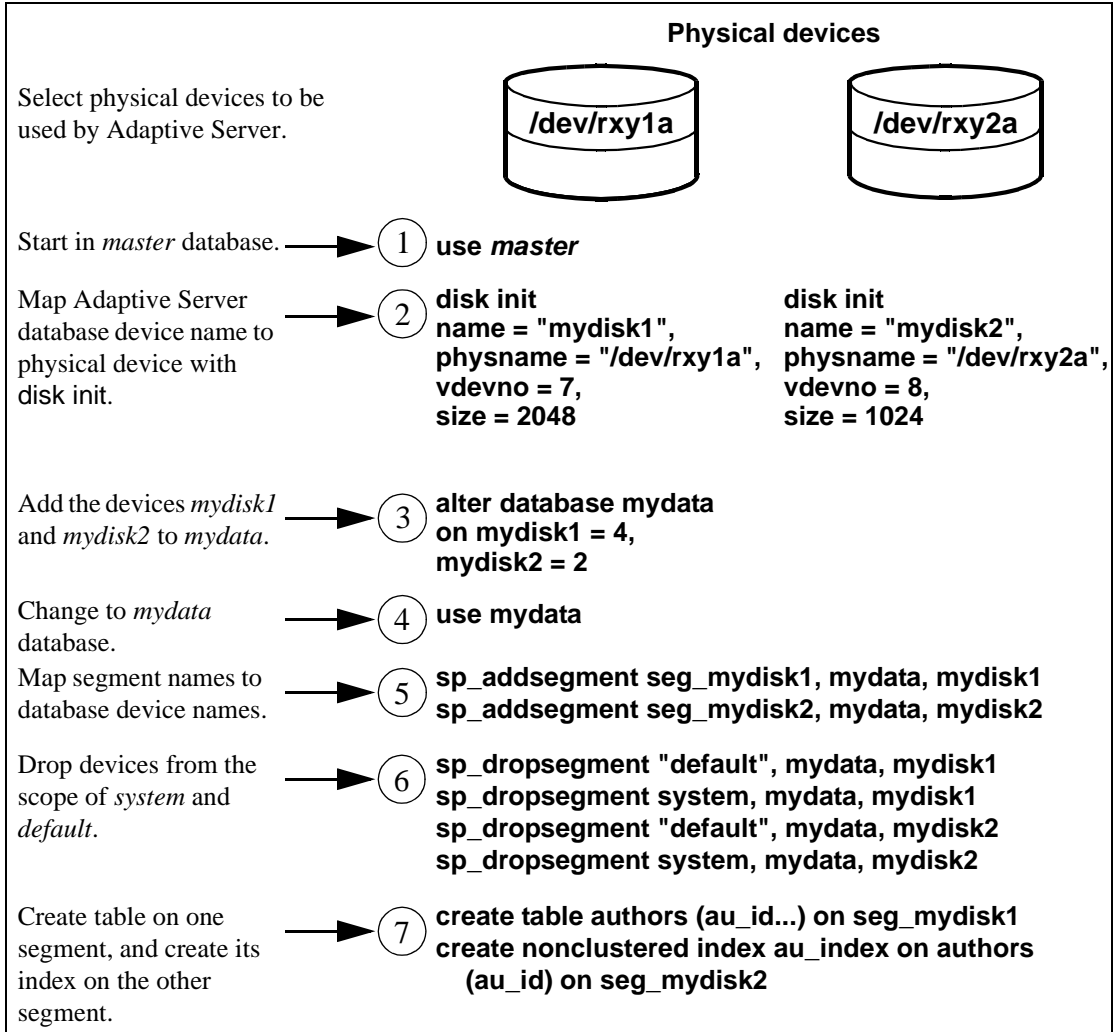 Physical devices
Select physical devices to be
used by Adaptive Server.
/dev/rxy1a
/dev/rxy2a
Start in master database.
1
use master
Map Adaptive Server
database device name to
physical device with
disk init.
2
disk init
name = "mydisk1",
physname = "/dev/rxy1a",
vdevno = 7,
size = 2048
disk init
name = "mydisk2",
physname = "/dev/rxy2a",
vdevno = 8,
size = 1024
Add the devices mydisk1
and mydisk2 to mydata.
3
alter database mydata
on mydisk1 = 4,
mydisk2 = 2
Change to mydata
database.
4
use mydata
Map segment names to
database device names.
5
sp_addsegment seg_mydisk1, mydata, mydisk1
sp_addsegment seg_mydisk2, mydata, mydisk2
Drop devices from the
scope of system and
default.
6
sp_dropsegment "default", mydata, mydisk1
sp_dropsegment system, mydata, mydisk1
sp_dropsegment "default", mydata, mydisk2
sp_dropsegment system, mydata, mydisk2
Create table on one
segment, and create its
index on the other
segment.
7
create table authors (au_id...) on seg_mydisk1
create nonclustered index au_index on authors
(au_id) on seg_mydisk2